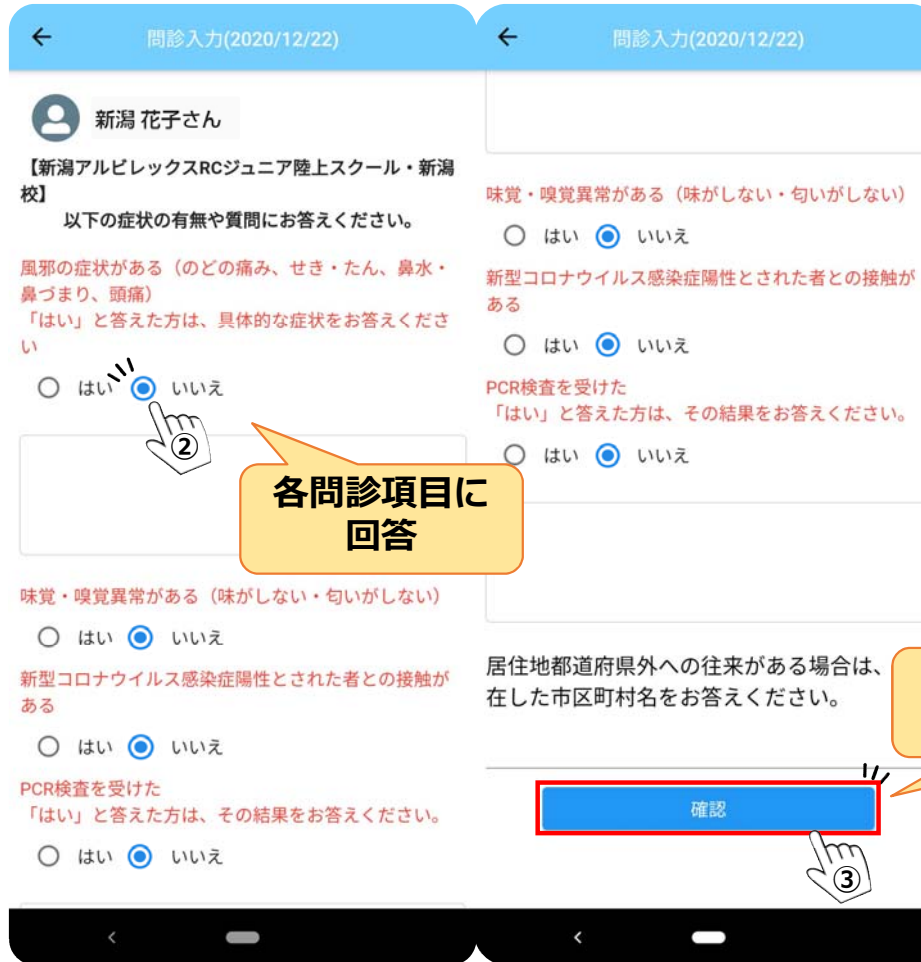 問診入力(2020/12/22)
新潟 花子さん
【新潟アルビレックスRCジュニア陸上スクール・新潟
校】
以下の症状の有無や質問にお答えください。
風邪の症状がある（のどの痛み、せき・たん、鼻水・
鼻づまり、頭痛）
「はい」と答えた方は、具体的な症状をお答えくださ
い
はい いいえ
②
各問診項目に
回答
味覚・嗅覚異常がある（味がしない・匂いがしない）
はい いいえ
新型コロナウイルス感染症陽性とされた者との接触が
ある
はい いいえ
PCR検査を受けた
「はい」と答えた方は、その結果をお答えください。
はい いいえ
問診入力(2020/12/22)
味覚・嗅覚異常がある（味がしない・匂いがしない）
はい いいえ
新型コロナウイルス感染症陽性とされた者との接触が
ある
はい いいえ
PCR検査を受けた
「はい」と答えた方は、その結果をお答えください。
はい いいえ
居住地都道府県外への往来がある場合は、
在した市区町村名をお答えください。
確認
③